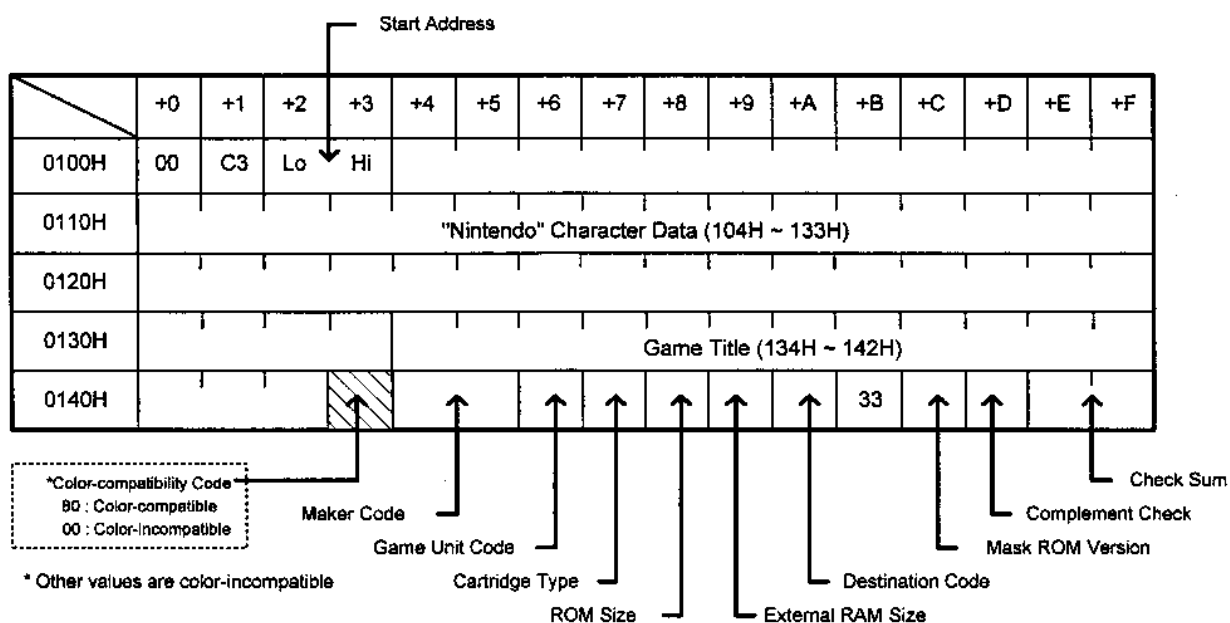 Start Address
+0 +1 +2 +3 +4 +5 +6 +7 +8 +9 +A +B +C +D +E +F
0100H 00 C3 Lo Hi
0110H "Nintendo" Character Data (104H ~ 133H)
0120H
0130H Game Title (134H ~ 142H)
0140H 33
*Color-compatibility Code
80 : Color-compatible
00 : Color-incompatible
* Other values are color-incompatible
Maker Code
Game Unit Code
Cartridge Type
ROM Size
External RAM Size
Destination Code
Mask ROM Version
Complement Check
Check Sum